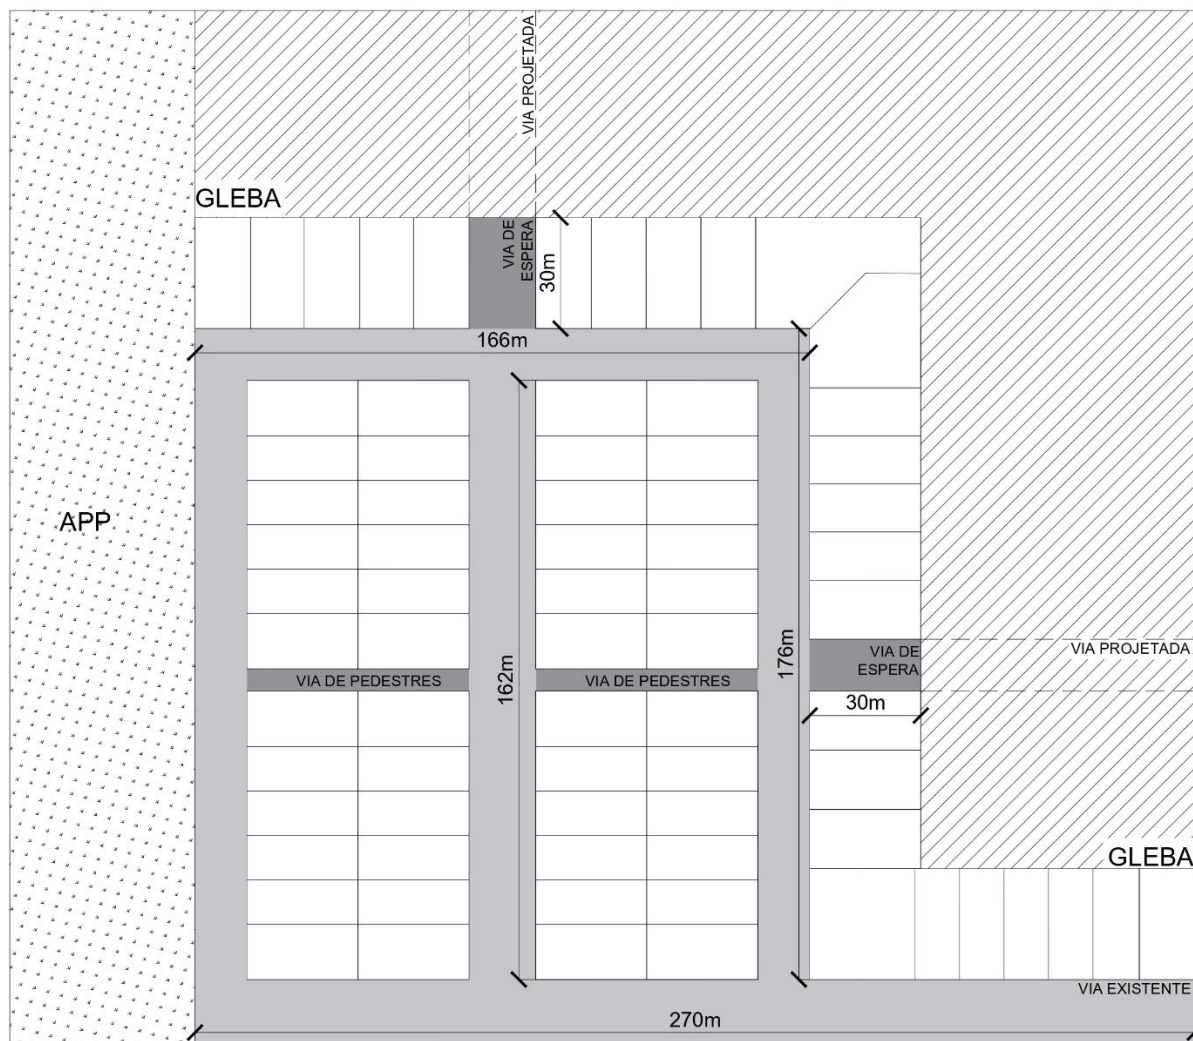 VIA PROJETADA
GLEBA
VIA DE
ESPERA
30m
166m
APP
162m
176m
VIA DE PEDESTRES
VIA DE PEDESTRES
VIA DE
ESPERA
VIA PROJETADA
30m
GLEBA
VIA EXISTENTE
270m